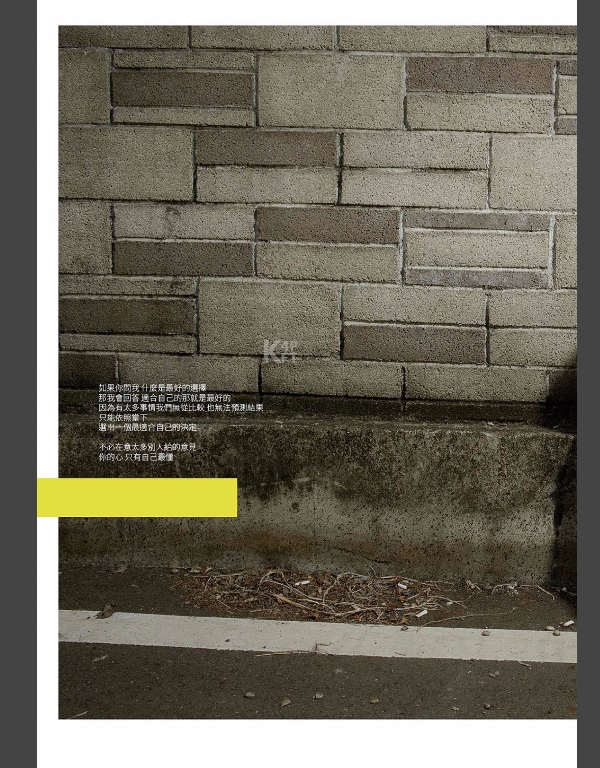 如果你問我 什麼是最好的選擇
那我會回答 適合自己的那就是最好的
因為有太多事情我們無從比較 也無法預測結果
只能依照當下
選出一個最適合自己的決定
不必在意太多別人給的意見
你的心 只有自己最懂